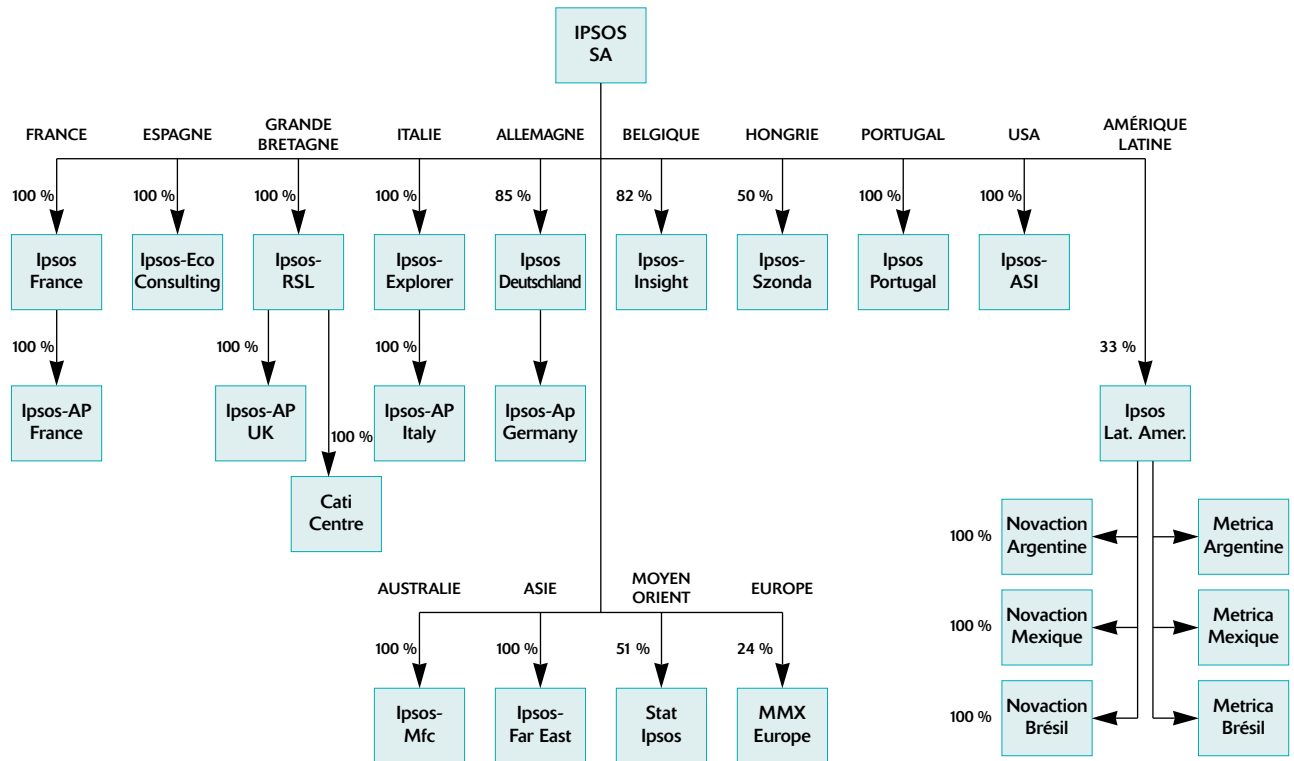 IPSOS
SA
FRANCE
ESPAGNE
GRANDE
BRETAGNE
ITALIE
ALLEMAGNE
BELGIQUE
HONGRIE
PORTUGAL
USA
AMÉRIQUE
LATINE
100 %
100 %
100 %
100 %
85 %
82 %
50 %
100 %
100 %
Ipsos
France
Ipsos-Eco
Consulting
Ipsos-
RSL
Ipsos-
Explorer
Ipsos
Deutschland
Ipsos-
Insight
Ipsos-
Szonda
Ipsos
Portugal
Ipsos-
ASI
100 %
100 %
100 %
33 %
Ipsos-AP
France
Ipsos-AP
UK
100 %
Ipsos-AP
Italy
Ipsos-Ap
Germany
Ipsos
Lat. Amer.
Cati
Centre
100 %
Novaction
Argentine
Metrica
Argentine
AUSTRALIE
ASIE
MOYEN
ORIENT
EUROPE
100 %
Novaction
Mexique
Metrica
Mexique
100 %
100 %
51 %
24 %
Ipsos-
Mfc
Ipsos-
Far East
Stat
Ipsos
MMX
Europe
100 %
Novaction
Brésil
Metrica
Brésil